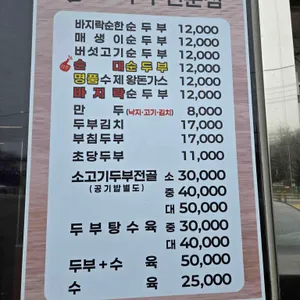 바지락순한순두부 12,000
매생이순두부 12,000
버섯고기순두부 12,000
순대순두부 12,000
명품수제왕돈가스 12,000
바지락순두부 12,000
만두(낙지·고기·김치) 8,000
두부김치 17,000
부침두부 17,000
초당두부 11,000
소고기두부전골 소 30,000
(공기밥별도) 중 40,000
대 50,000
두부탕수육 중 30,000
대 40,000
두부+수육 50,000
수육 25,000